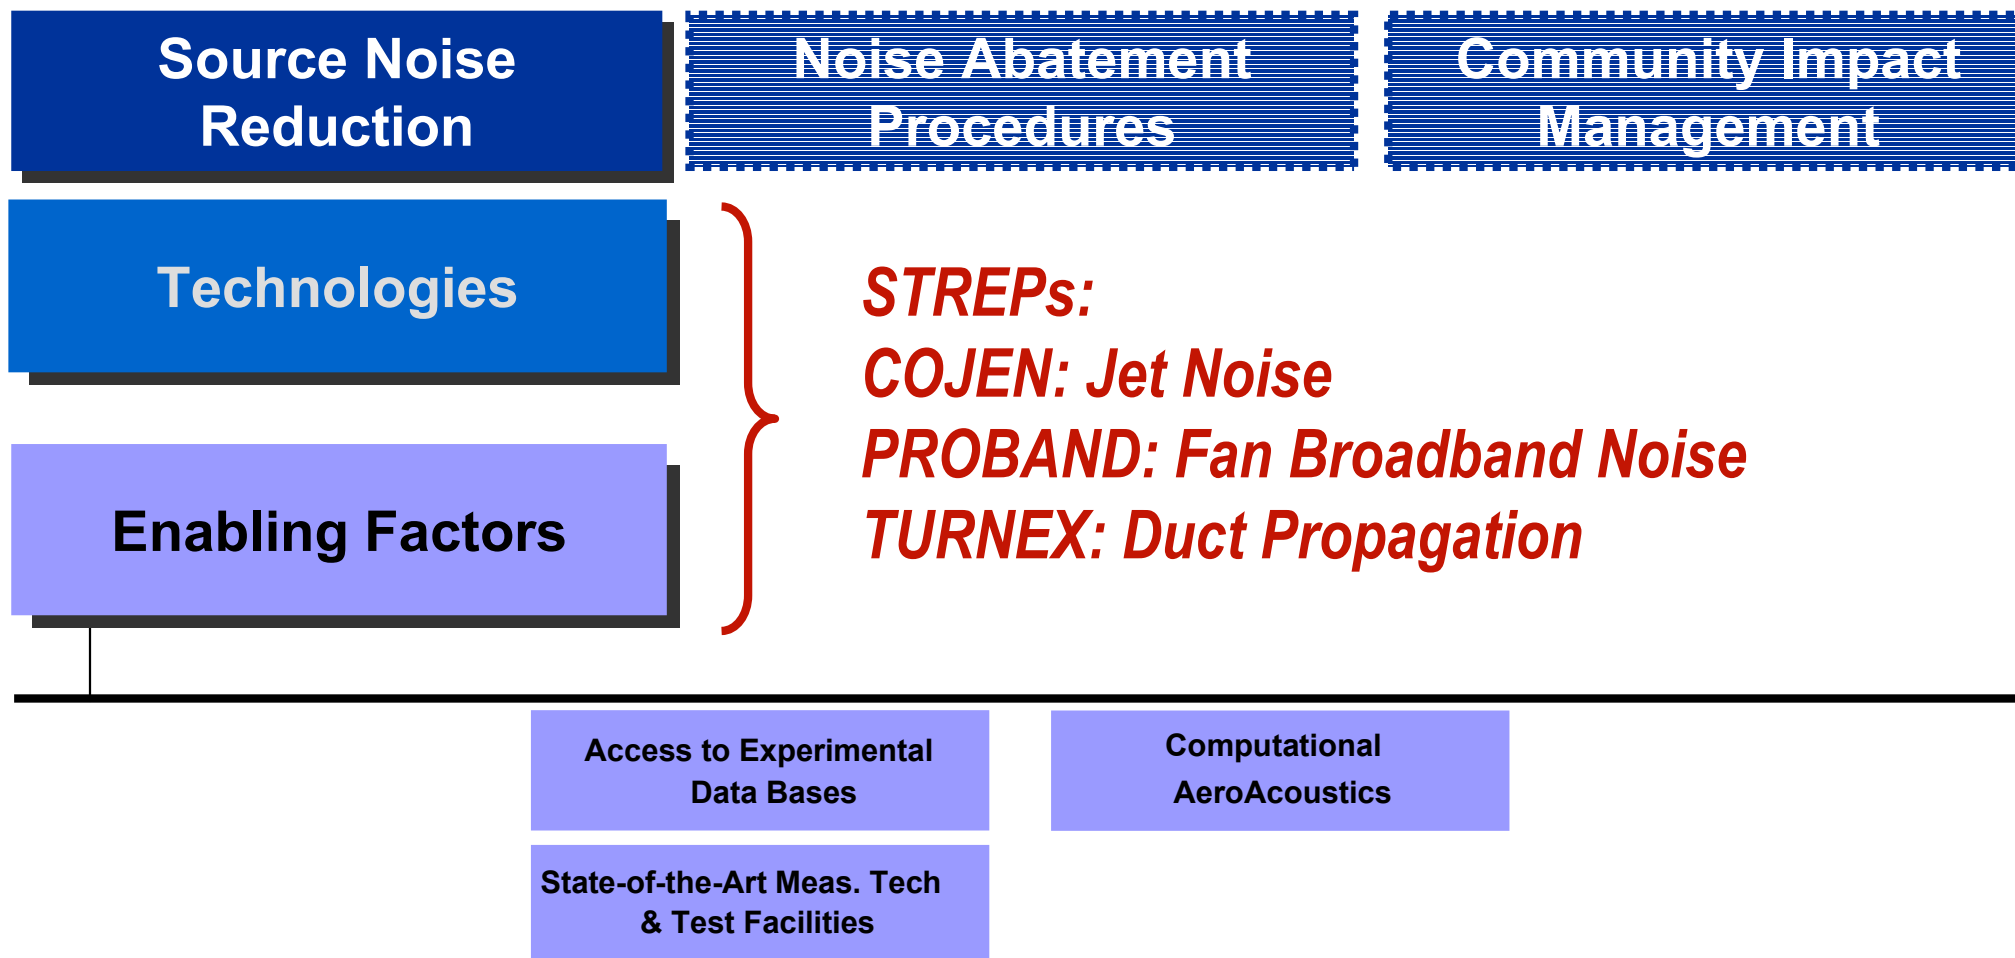 Source Noise
Reduction
Noise Abatement
Procedures
Community Impact
Management
Technologies
Enabling Factors
STREPs:
COJEN: Jet Noise
PROBAND: Fan Broadband Noise
TURNEX: Duct Propagation
Access to Experimental
Data Bases
Computational
AeroAcoustics
State-of-the-Art Meas. Tech
& Test Facilities